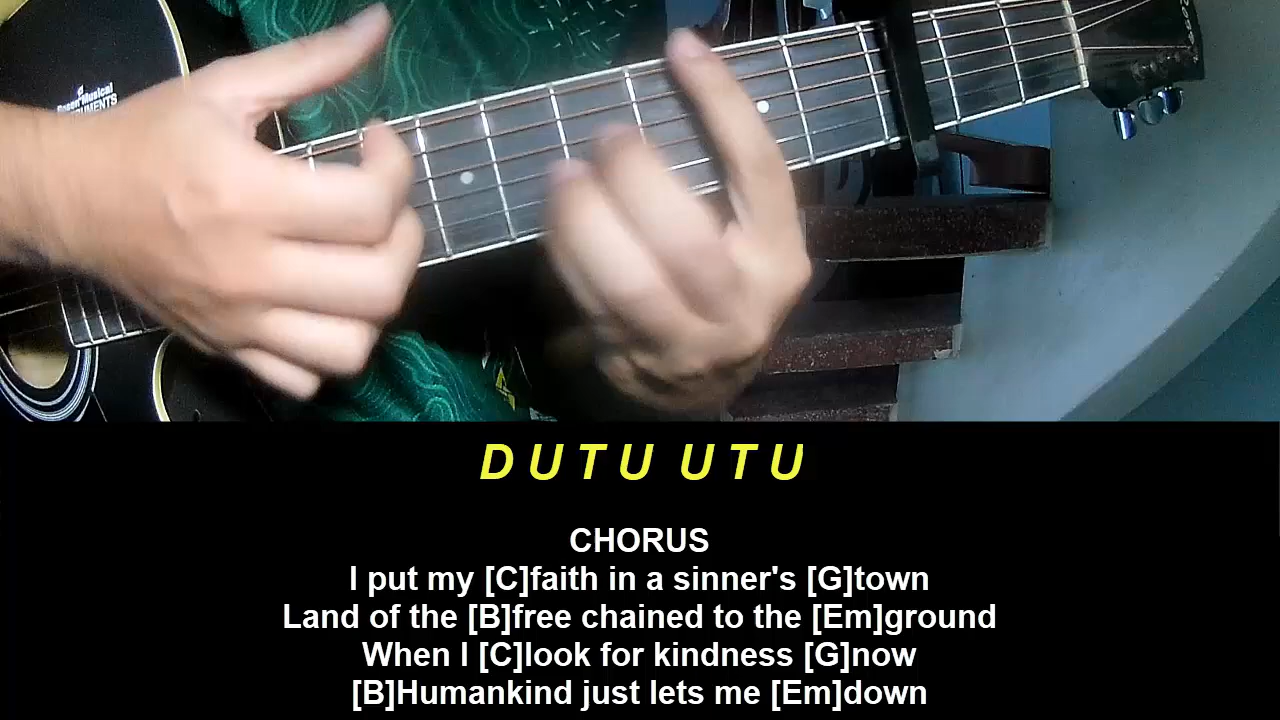 D U T U U T U
CHORUS
I put my [C]faith in a sinner's [G]town
Land of the [B]free chained to the [Em]ground
When I [C]look for kindness [G]now
[B]Humankind just lets me [Em]down